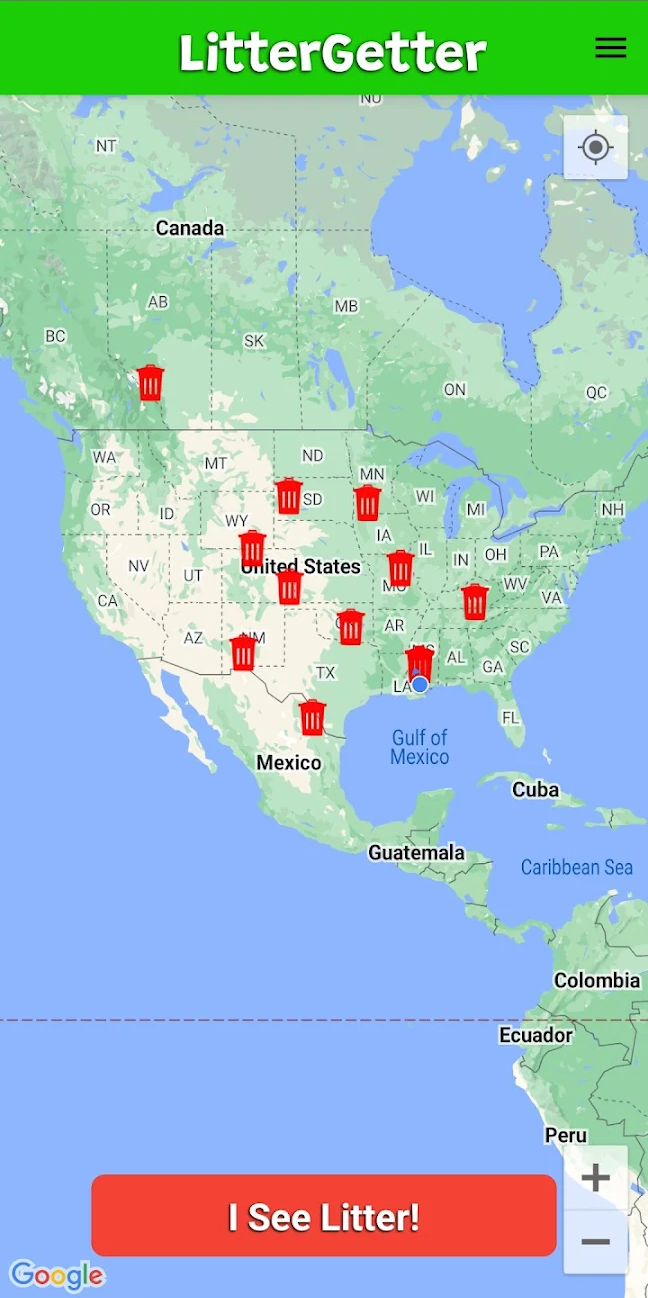 LitterGetter
NU
NT
Canada
AB
MB
BC
SK
ON
QC
WA
MT
ND
MN
OR
ID
SD
WI
MI
NH
WY
IA
NV
UT
United States
IL
IN
OH
PA
CA
MO
WV
VA
AZ
NM
AR
SC
TX
AL
GA
LA
FL
Gulf of
Mexico
Mexico
Cuba
Guatemala
Caribbean Sea
Colombia
Ecuador
Peru
I See Litter!
Google